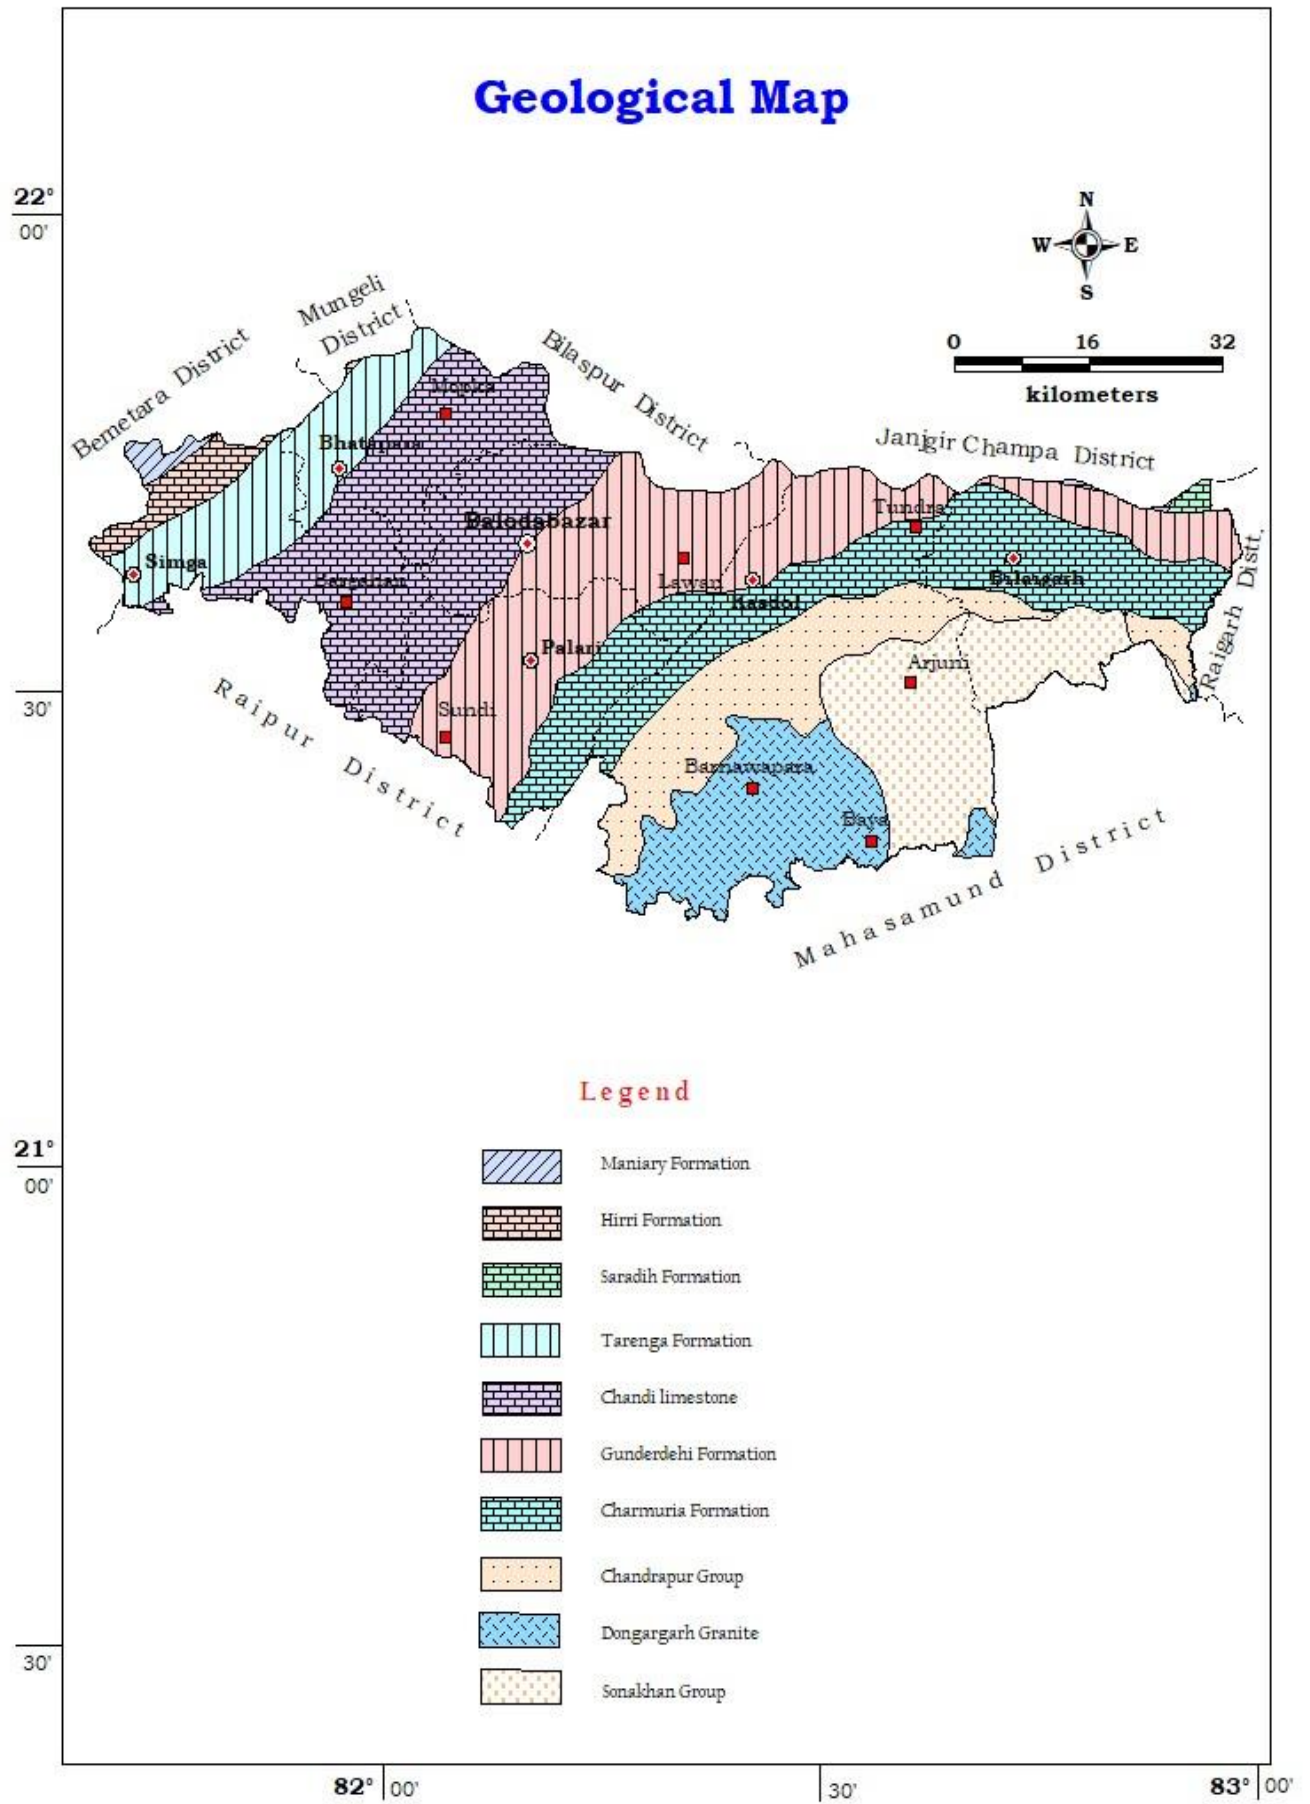 Geological Map
22°
00'
N
W E
S
0 16 32
kilometers
Mungeli
District
Bemetara District
Bilaspur District
Janjgir Champa District
Mopka
Bhatapara
Tundra
Balodabazar
Simga
Lawan
Kasdol
Bilaigarh
Raigarh Distt.
Palari
Arjuni
30'
Sundi
Raipur District
Barnawapara
Baya
Mahasamund District
Legend
21°
00'
Maniary Formation
Hirri Formation
Saradih Formation
Tarenga Formation
Chandi limestone
Gunderdehi Formation
Charmuria Formation
Chandrapur Group
Dongargarh Granite
30'
Sonakhan Group
82° 00' 30' 83° 00'